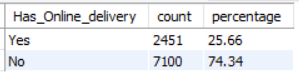 Has_Online_delivery count percentage
Yes 2451 25.66
No 7100 74.34